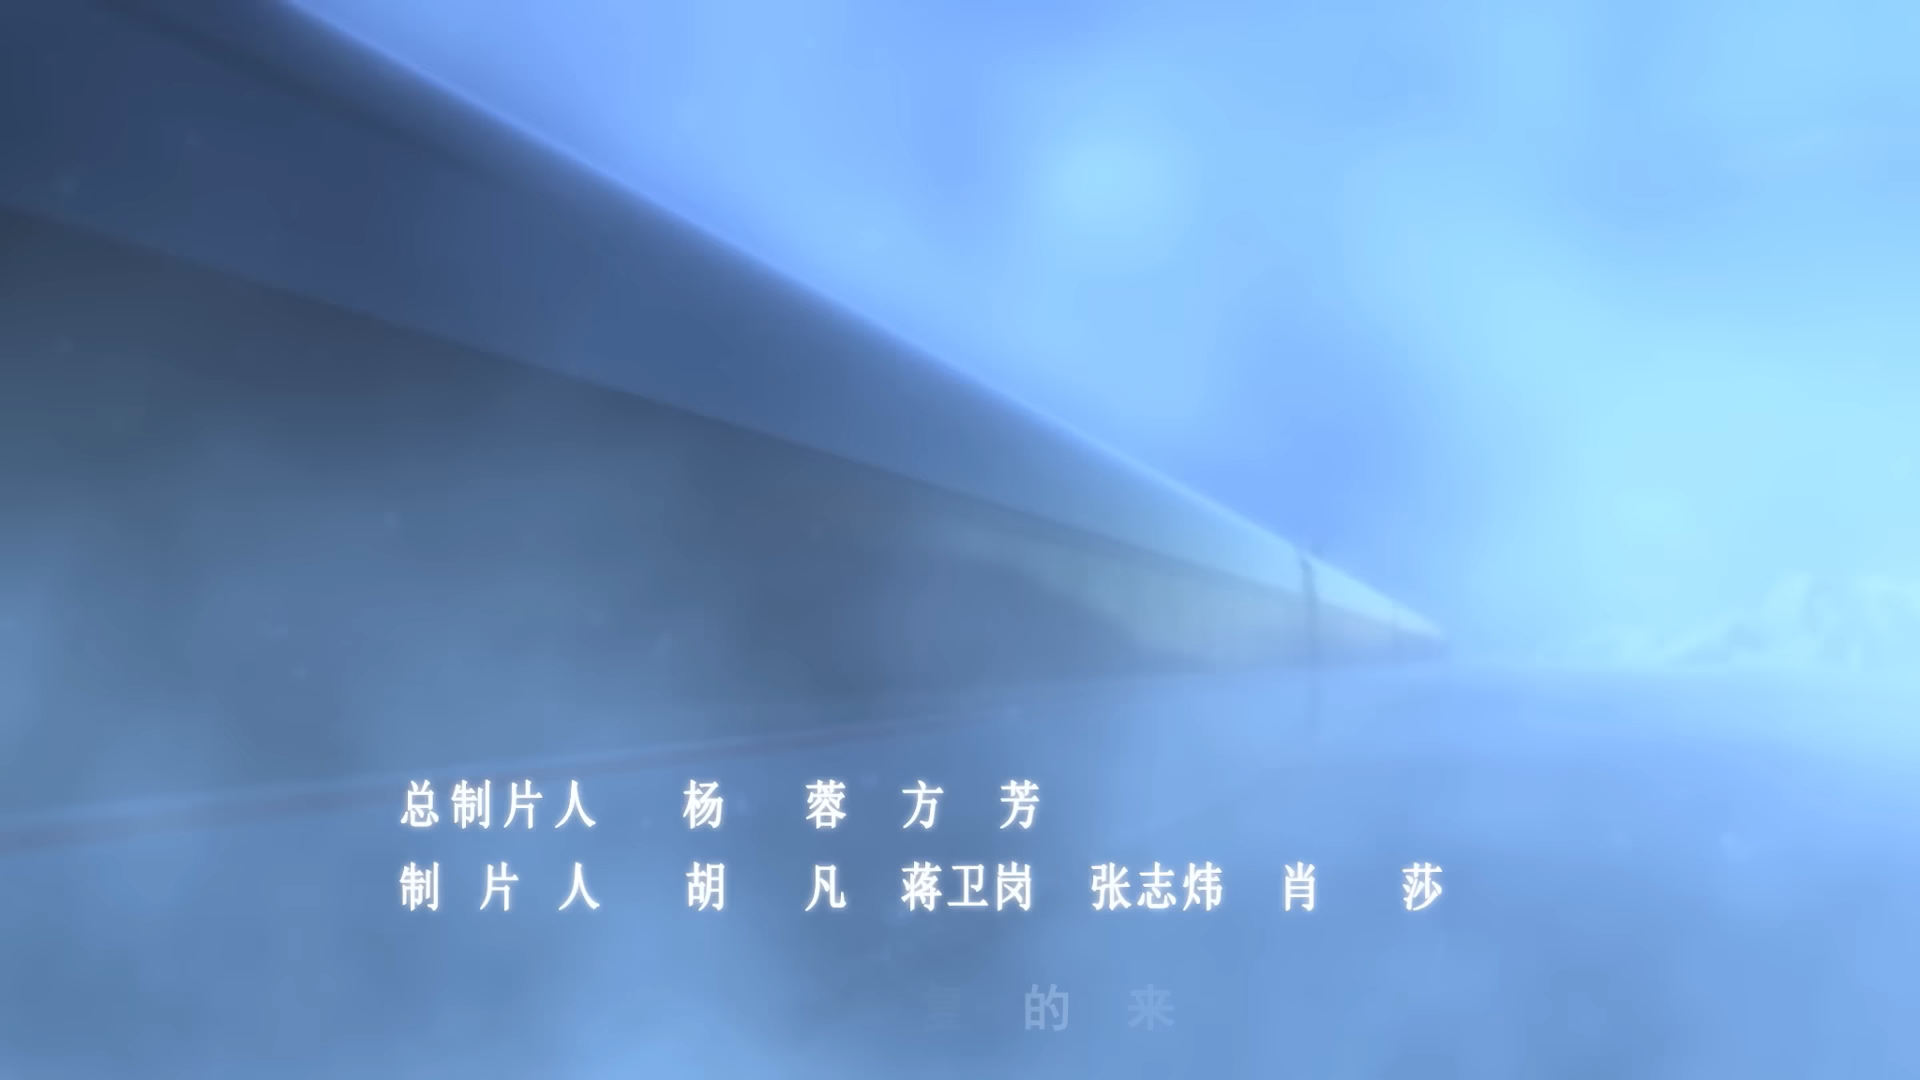 总制片人 杨蓉 方芳
制片人 胡凡 蒋卫岗 张志炜 肖莎
的 来